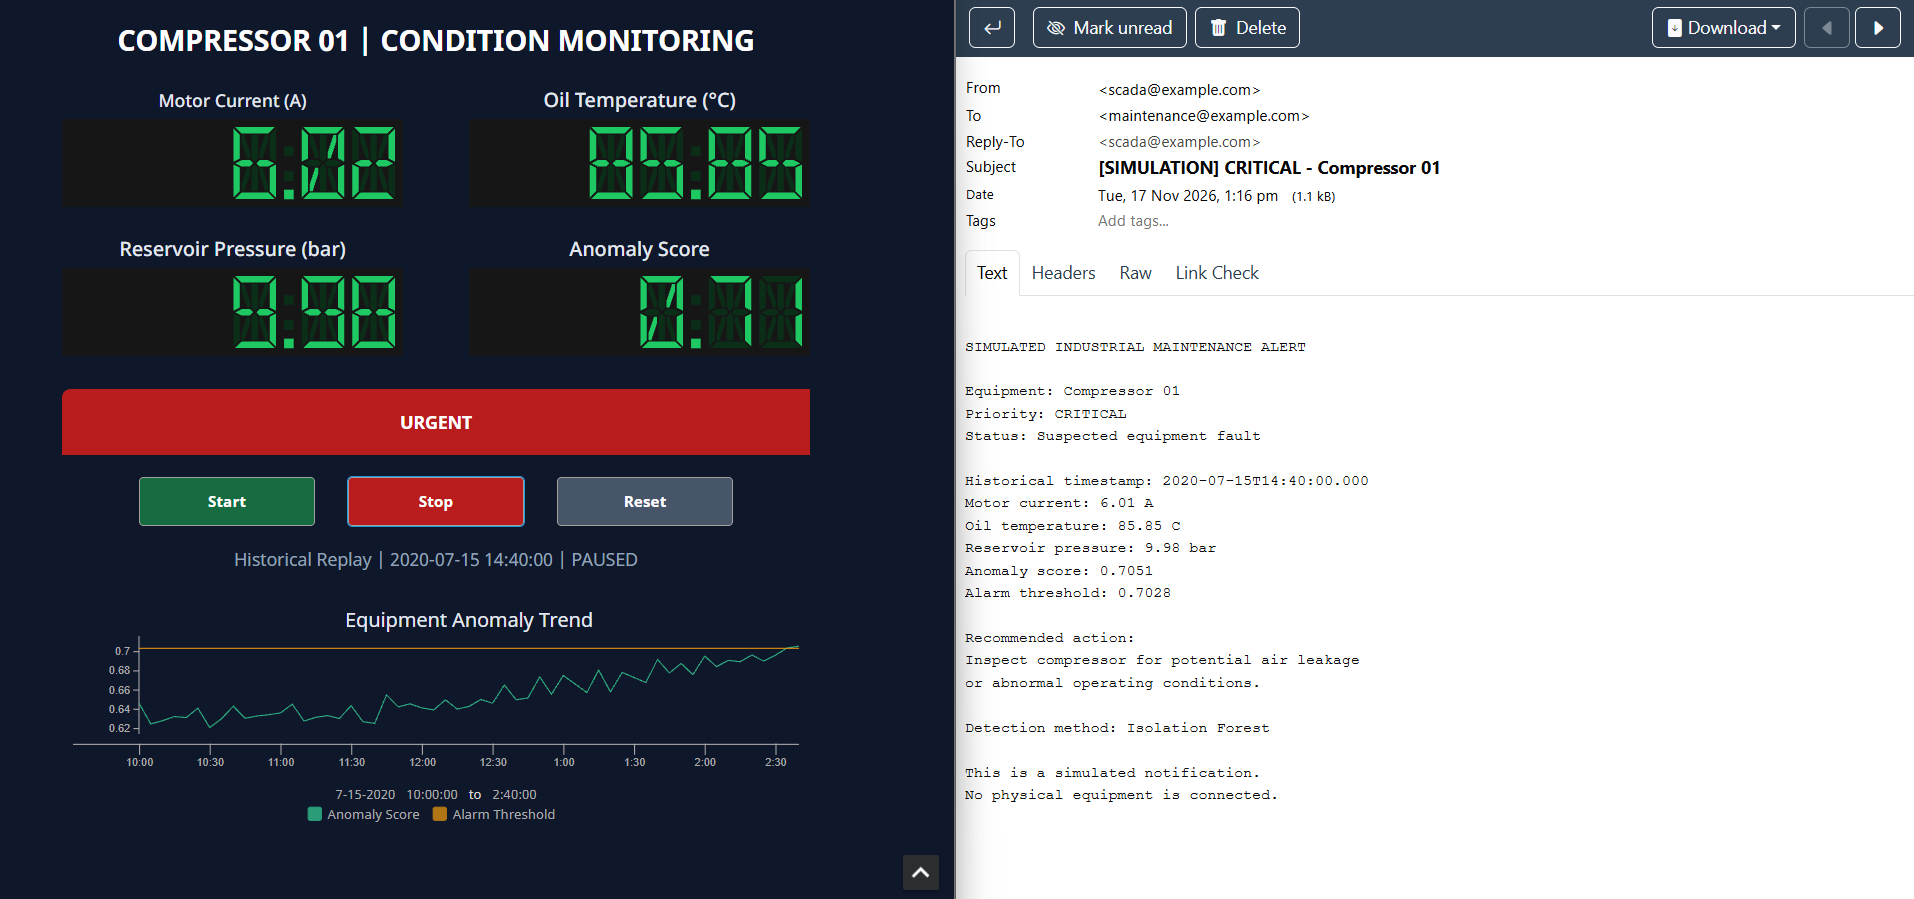 COMPRESSOR 01 | CONDITION MONITORING
Motor Current (A)
Oil Temperature (°C)
6.02
85.85
Reservoir Pressure (bar)
Anomaly Score
9.98
0.71
URGENT
Start
Stop
Reset
Historical Replay | 2020-07-15 14:40:00 | PAUSED
Equipment Anomaly Trend
0.7
0.68
0.66
0.64
0.62
10:00 10:30 11:00 11:30 12:00 12:30 1:00 1:30 2:00 2:30
7-15-2020 10:00:00 to 2:40:00
Anomaly Score Alarm Threshold
Mark unread
Delete
Download
From <scada@example.com>
To <maintenance@example.com>
Reply-To <scada@example.com>
Subject [SIMULATION] CRITICAL - Compressor 01
Date Tue, 17 Nov 2026, 1:16 pm (1.1 kB)
Tags Add tags...
Text Headers Raw Link Check
SIMULATED INDUSTRIAL MAINTENANCE ALERT
Equipment: Compressor 01
Priority: CRITICAL
Status: Suspected equipment fault
Historical timestamp: 2020-07-15T14:40:00.000
Motor current: 6.01 A
Oil temperature: 85.85 C
Reservoir pressure: 9.98 bar
Anomaly score: 0.7051
Alarm threshold: 0.7028
Recommended action:
Inspect compressor for potential air leakage
or abnormal operating conditions.
Detection method: Isolation Forest
This is a simulated notification.
No physical equipment is connected.